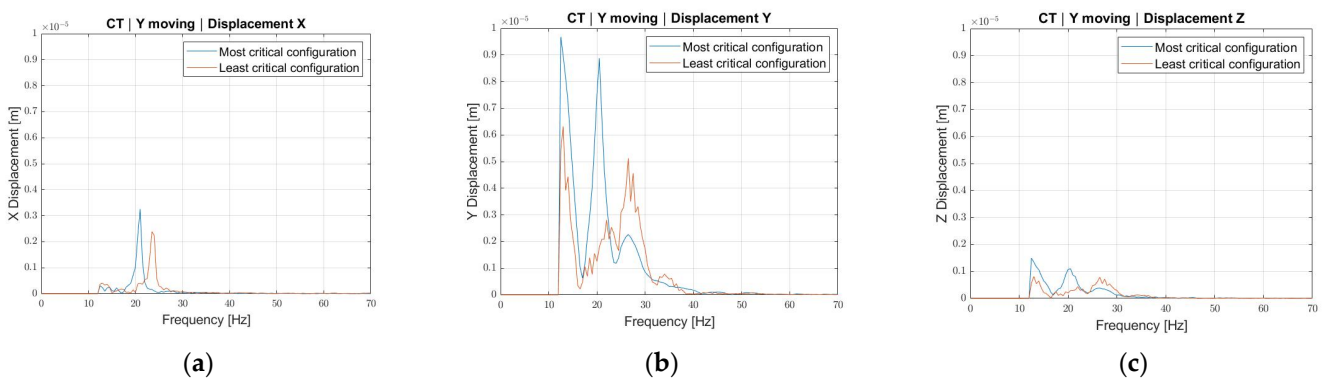 CT | Y moving | Displacement X
×10⁻⁵
1
0.9
0.8
0.7
0.6
0.5
0.4
0.3
0.2
0.1
0
X Displacement [m]
Most critical configuration
Least critical configuration
0 10 20 30 40 50 60 70
Frequency [Hz]
(a)
CT | Y moving | Displacement Y
×10⁻⁵
1
0.9
0.8
0.7
0.6
0.5
0.4
0.3
0.2
0.1
0
Y Displacement [m]
Most critical configuration
Least critical configuration
0 10 20 30 40 50 60 70
Frequency [Hz]
(b)
CT | Y moving | Displacement Z
×10⁻⁵
1
0.9
0.8
0.7
0.6
0.5
0.4
0.3
0.2
0.1
0
Z Displacement [m]
Most critical configuration
Least critical configuration
0 10 20 30 40 50 60 70
Frequency [Hz]
(c)